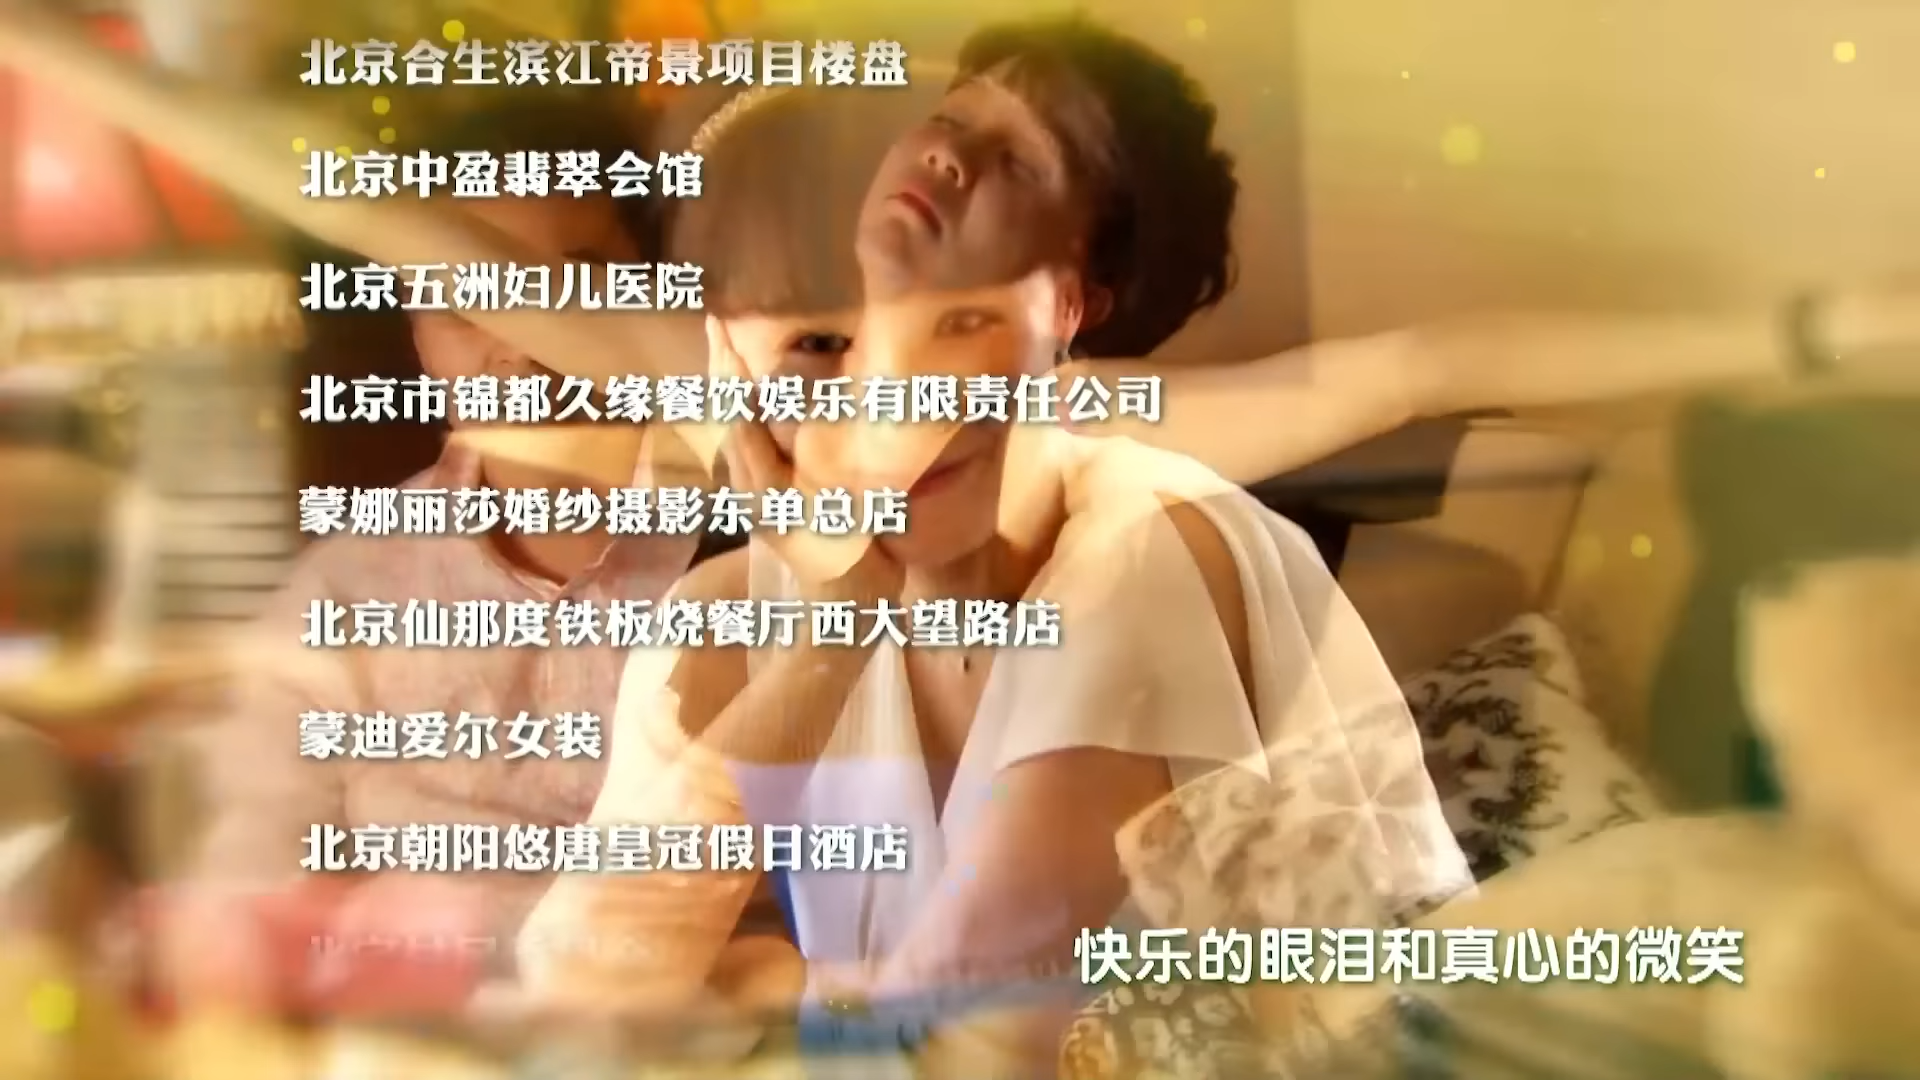 北京合生滨江帝景项目楼盘
北京中盈翡翠会馆
北京五洲妇儿医院
北京市锦都久缘餐饮娱乐有限责任公司
蒙娜丽莎婚纱摄影东单总店
北京仙那度铁板烧餐厅西大望路店
蒙迪爱尔女装
北京朝阳悠唐皇冠假日酒店
快乐的眼泪和真心的微笑